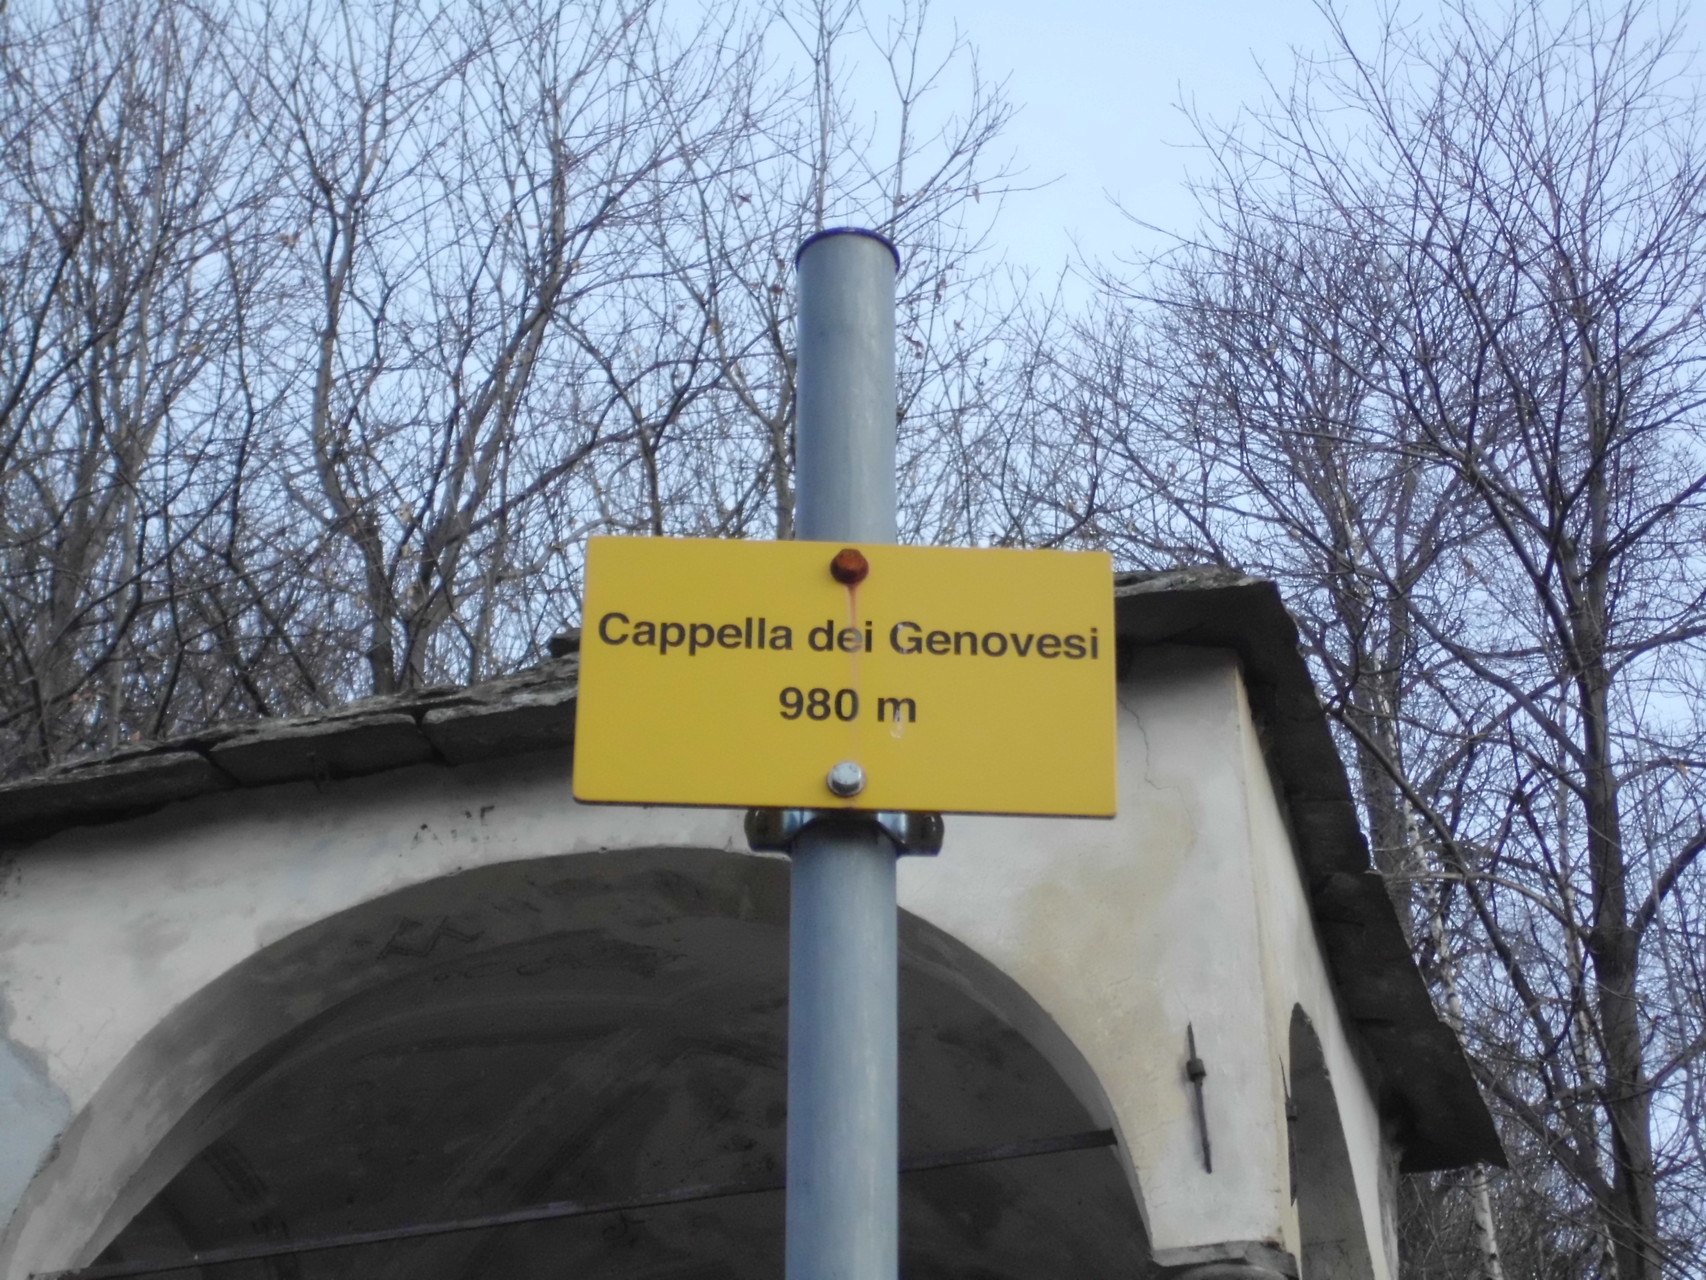 Cappella dei Genovesi
980 m